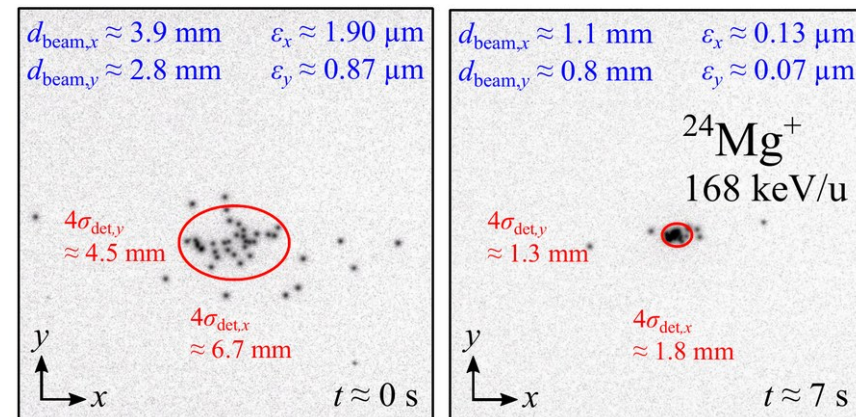 d_beam,x ≈ 3.9 mm ε_x ≈ 1.90 µm
d_beam,y ≈ 2.8 mm ε_y ≈ 0.87 µm
4σ_det,y
≈ 4.5 mm
4σ_det,x
≈ 6.7 mm
y
x
t ≈ 0 s
d_beam,x ≈ 1.1 mm ε_x ≈ 0.13 µm
d_beam,y ≈ 0.8 mm ε_y ≈ 0.07 µm
²⁴Mg⁺
168 keV/u
4σ_det,y
≈ 1.3 mm
4σ_det,x
≈ 1.8 mm
y
x
t ≈ 7 s